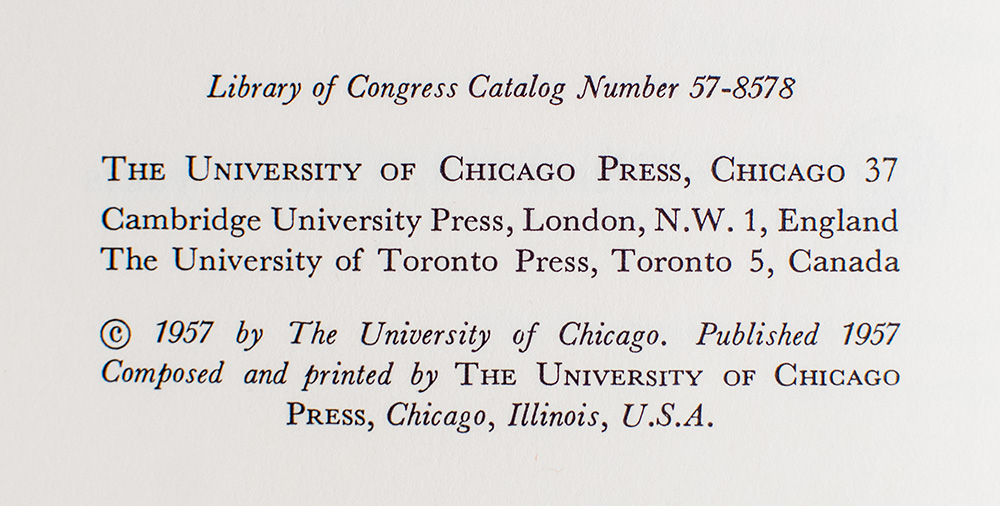 Library of Congress Catalog Number 57-8578
THE UNIVERSITY OF CHICAGO PRESS, CHICAGO 37
Cambridge University Press, London, N.W. 1, England
The University of Toronto Press, Toronto 5, Canada
© 1957 by The University of Chicago. Published 1957
Composed and printed by THE UNIVERSITY OF CHICAGO
PRESS, Chicago, Illinois, U.S.A.